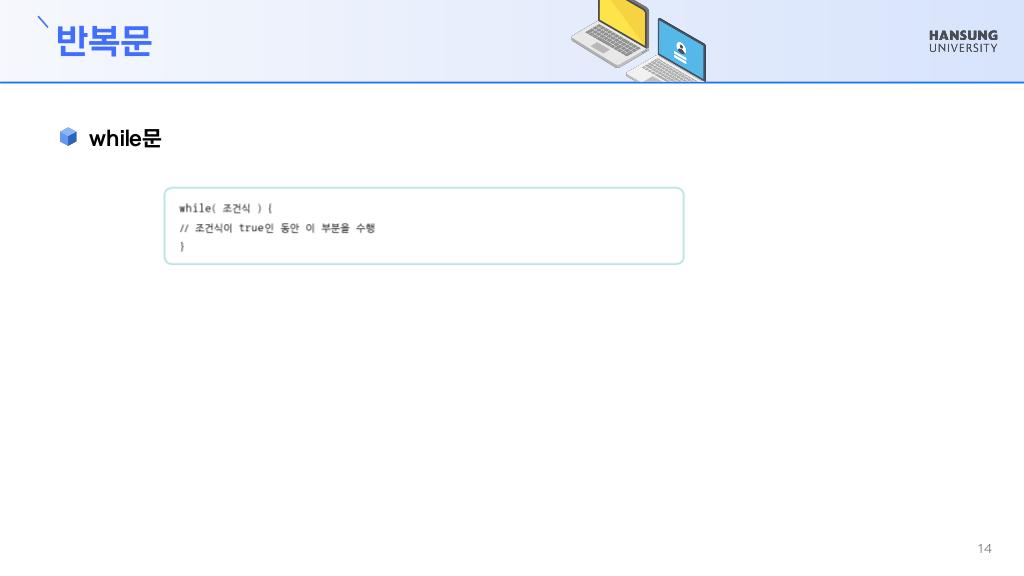 반복문
HANSUNG
UNIVERSITY
while문
while( 조건식 ) {
// 조건식이 true인 동안 이 부분을 수행
}
14